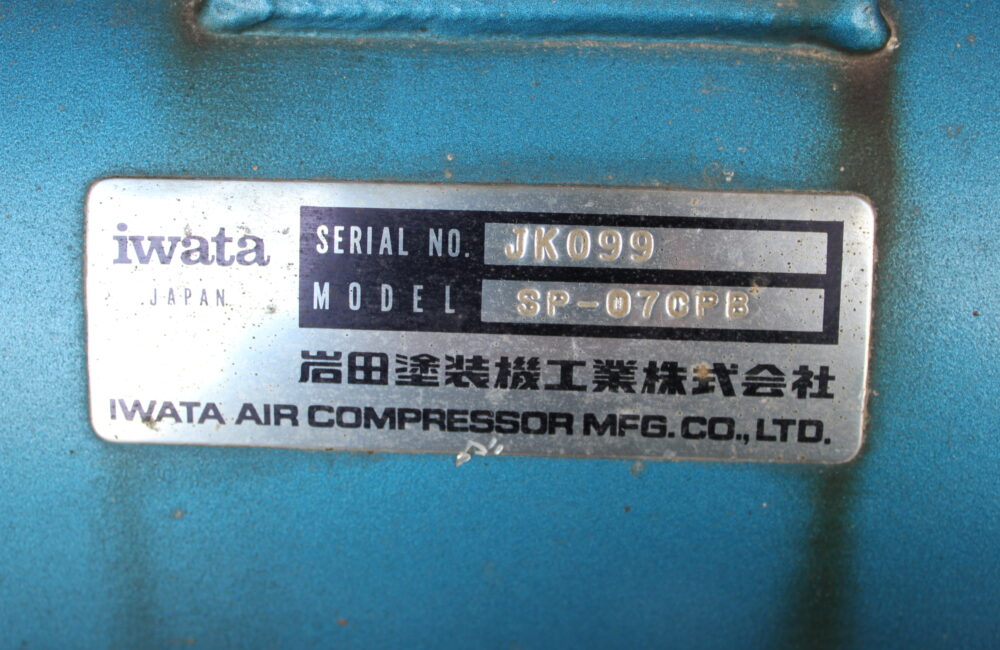 iwata
JAPAN
SERIAL NO. JK099
MODEL SP-07CPB
岩田塗装機工業株式会社
IWATA AIR COMPRESSOR MFG. CO., LTD.